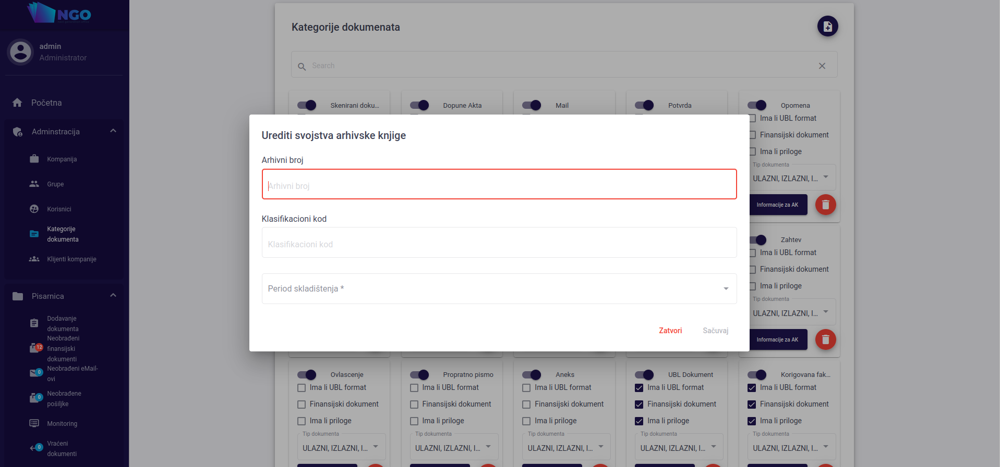 NGO
admin
Administrator
Početna
Adminstracija
Kompanija
Grupe
Korisnici
Kategorije
dokumenta
Klijenti kompanije
Pisarnica
Dodavanje
dokumenta
Neobrađeni
12
finansijski
dokumenti
Neobrađeni eMail-
0
ovi
Neobrađene
0
pošiljke
Monitoring
Vraćeni
0
dokumenti
Kategorije dokumenata
Search
Skenirani doku...
Dopune Akta
Mail
Potvrda
Opomena
Ima li UBL format
Finansijski dokument
Ima li priloge
Tip dokumenta
ULAZNI, IZLAZNI, I...
Informacije za AK
Urediti svojstva arhivske knjige
Arhivni broj
Arhivni broj
Klasifikacioni kod
Klasifikacioni kod
Period skladištenja *
Zatvori
Sačuvaj
Zahtev
Ima li UBL format
Finansijski dokument
Ima li priloge
Tip dokumenta
ULAZNI, IZLAZNI, I...
Informacije za AK
Ovlascenje
Ima li UBL format
Finansijski dokument
Ima li priloge
Tip dokumenta
ULAZNI, IZLAZNI, I...
Propratno pismo
Ima li UBL format
Finansijski dokument
Ima li priloge
Tip dokumenta
ULAZNI, IZLAZNI, I...
Aneks
Ima li UBL format
Finansijski dokument
Ima li priloge
Tip dokumenta
ULAZNI, IZLAZNI, I...
UBL Dokument
Ima li UBL format
Finansijski dokument
Ima li priloge
Tip dokumenta
ULAZNI, IZLAZNI, I...
Korigovana fak...
Ima li UBL format
Finansijski dokument
Ima li priloge
Tip dokumenta
ULAZNI, IZLAZNI, I...